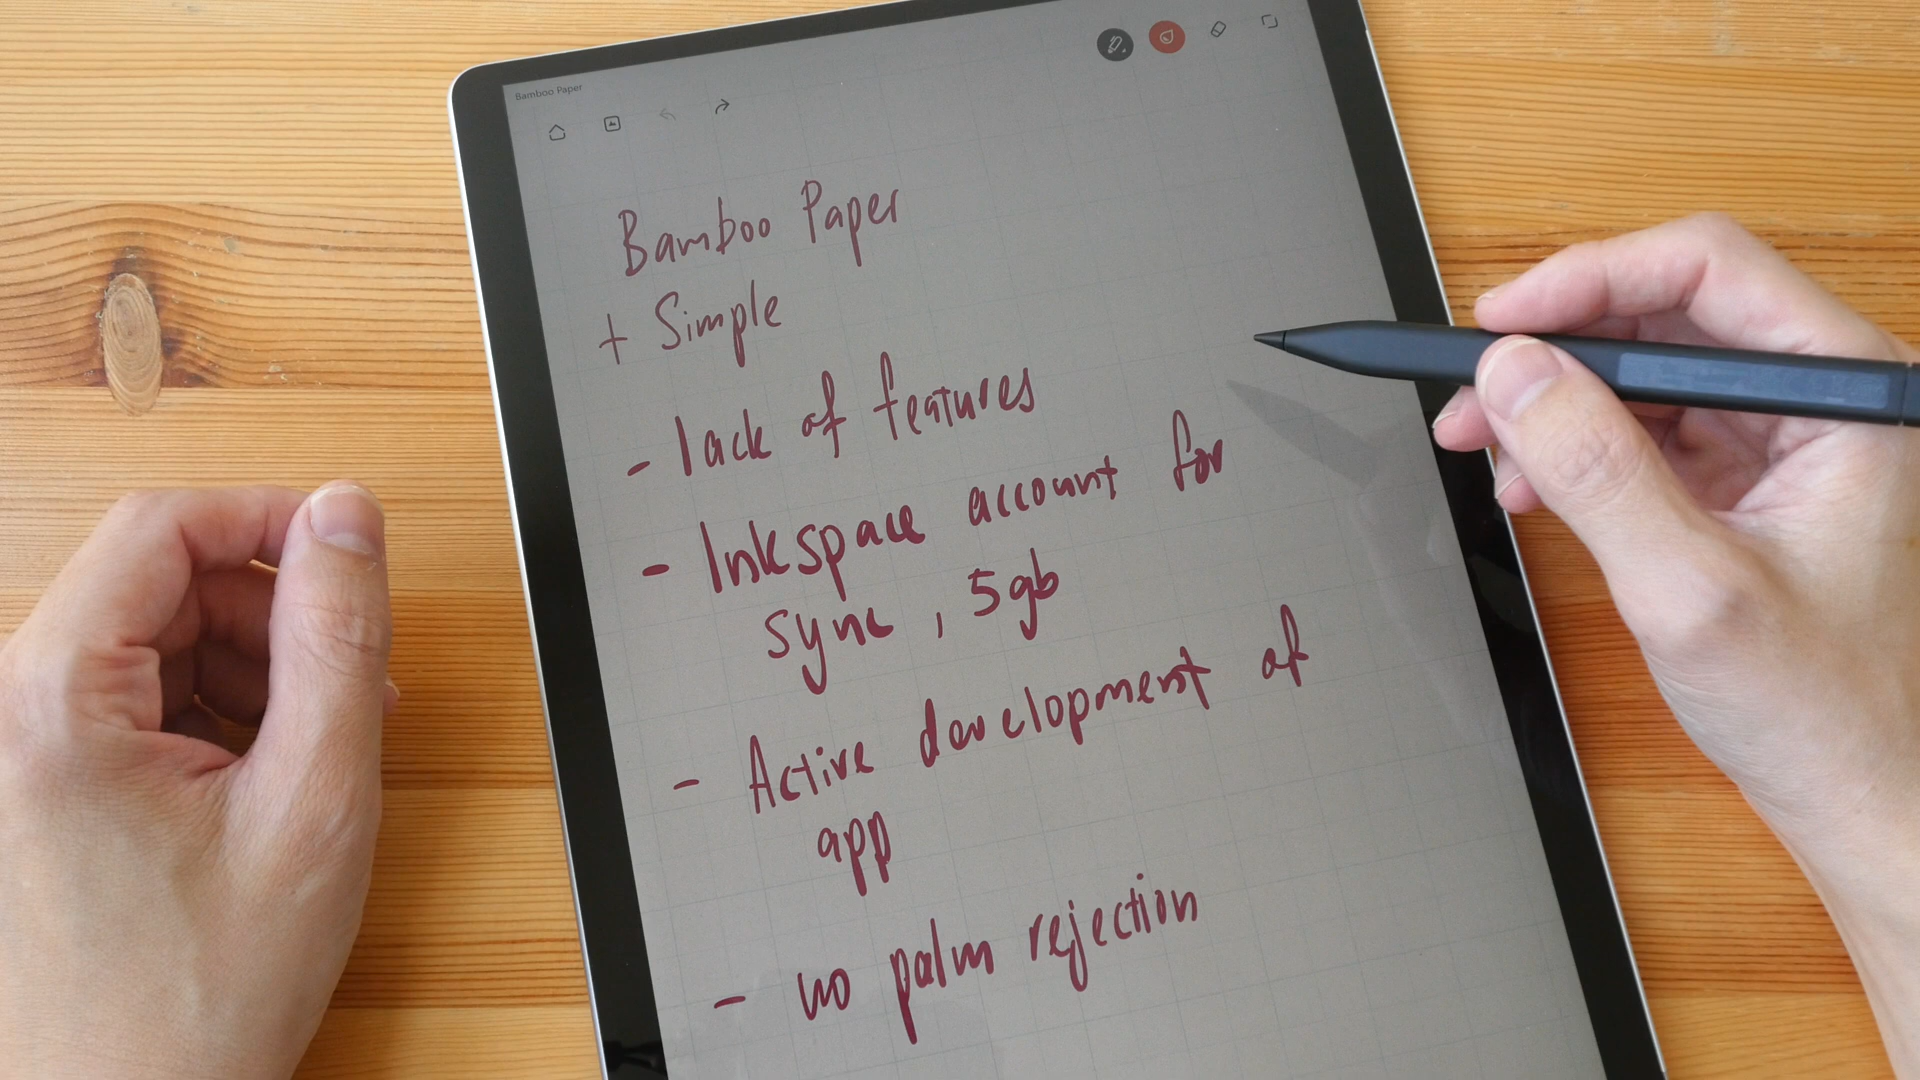 Bamboo Paper
Bamboo Paper
+ Simple
- lack of features
- Inkspace account for
sync, 5gb
- Active development of
app
- no palm rejection